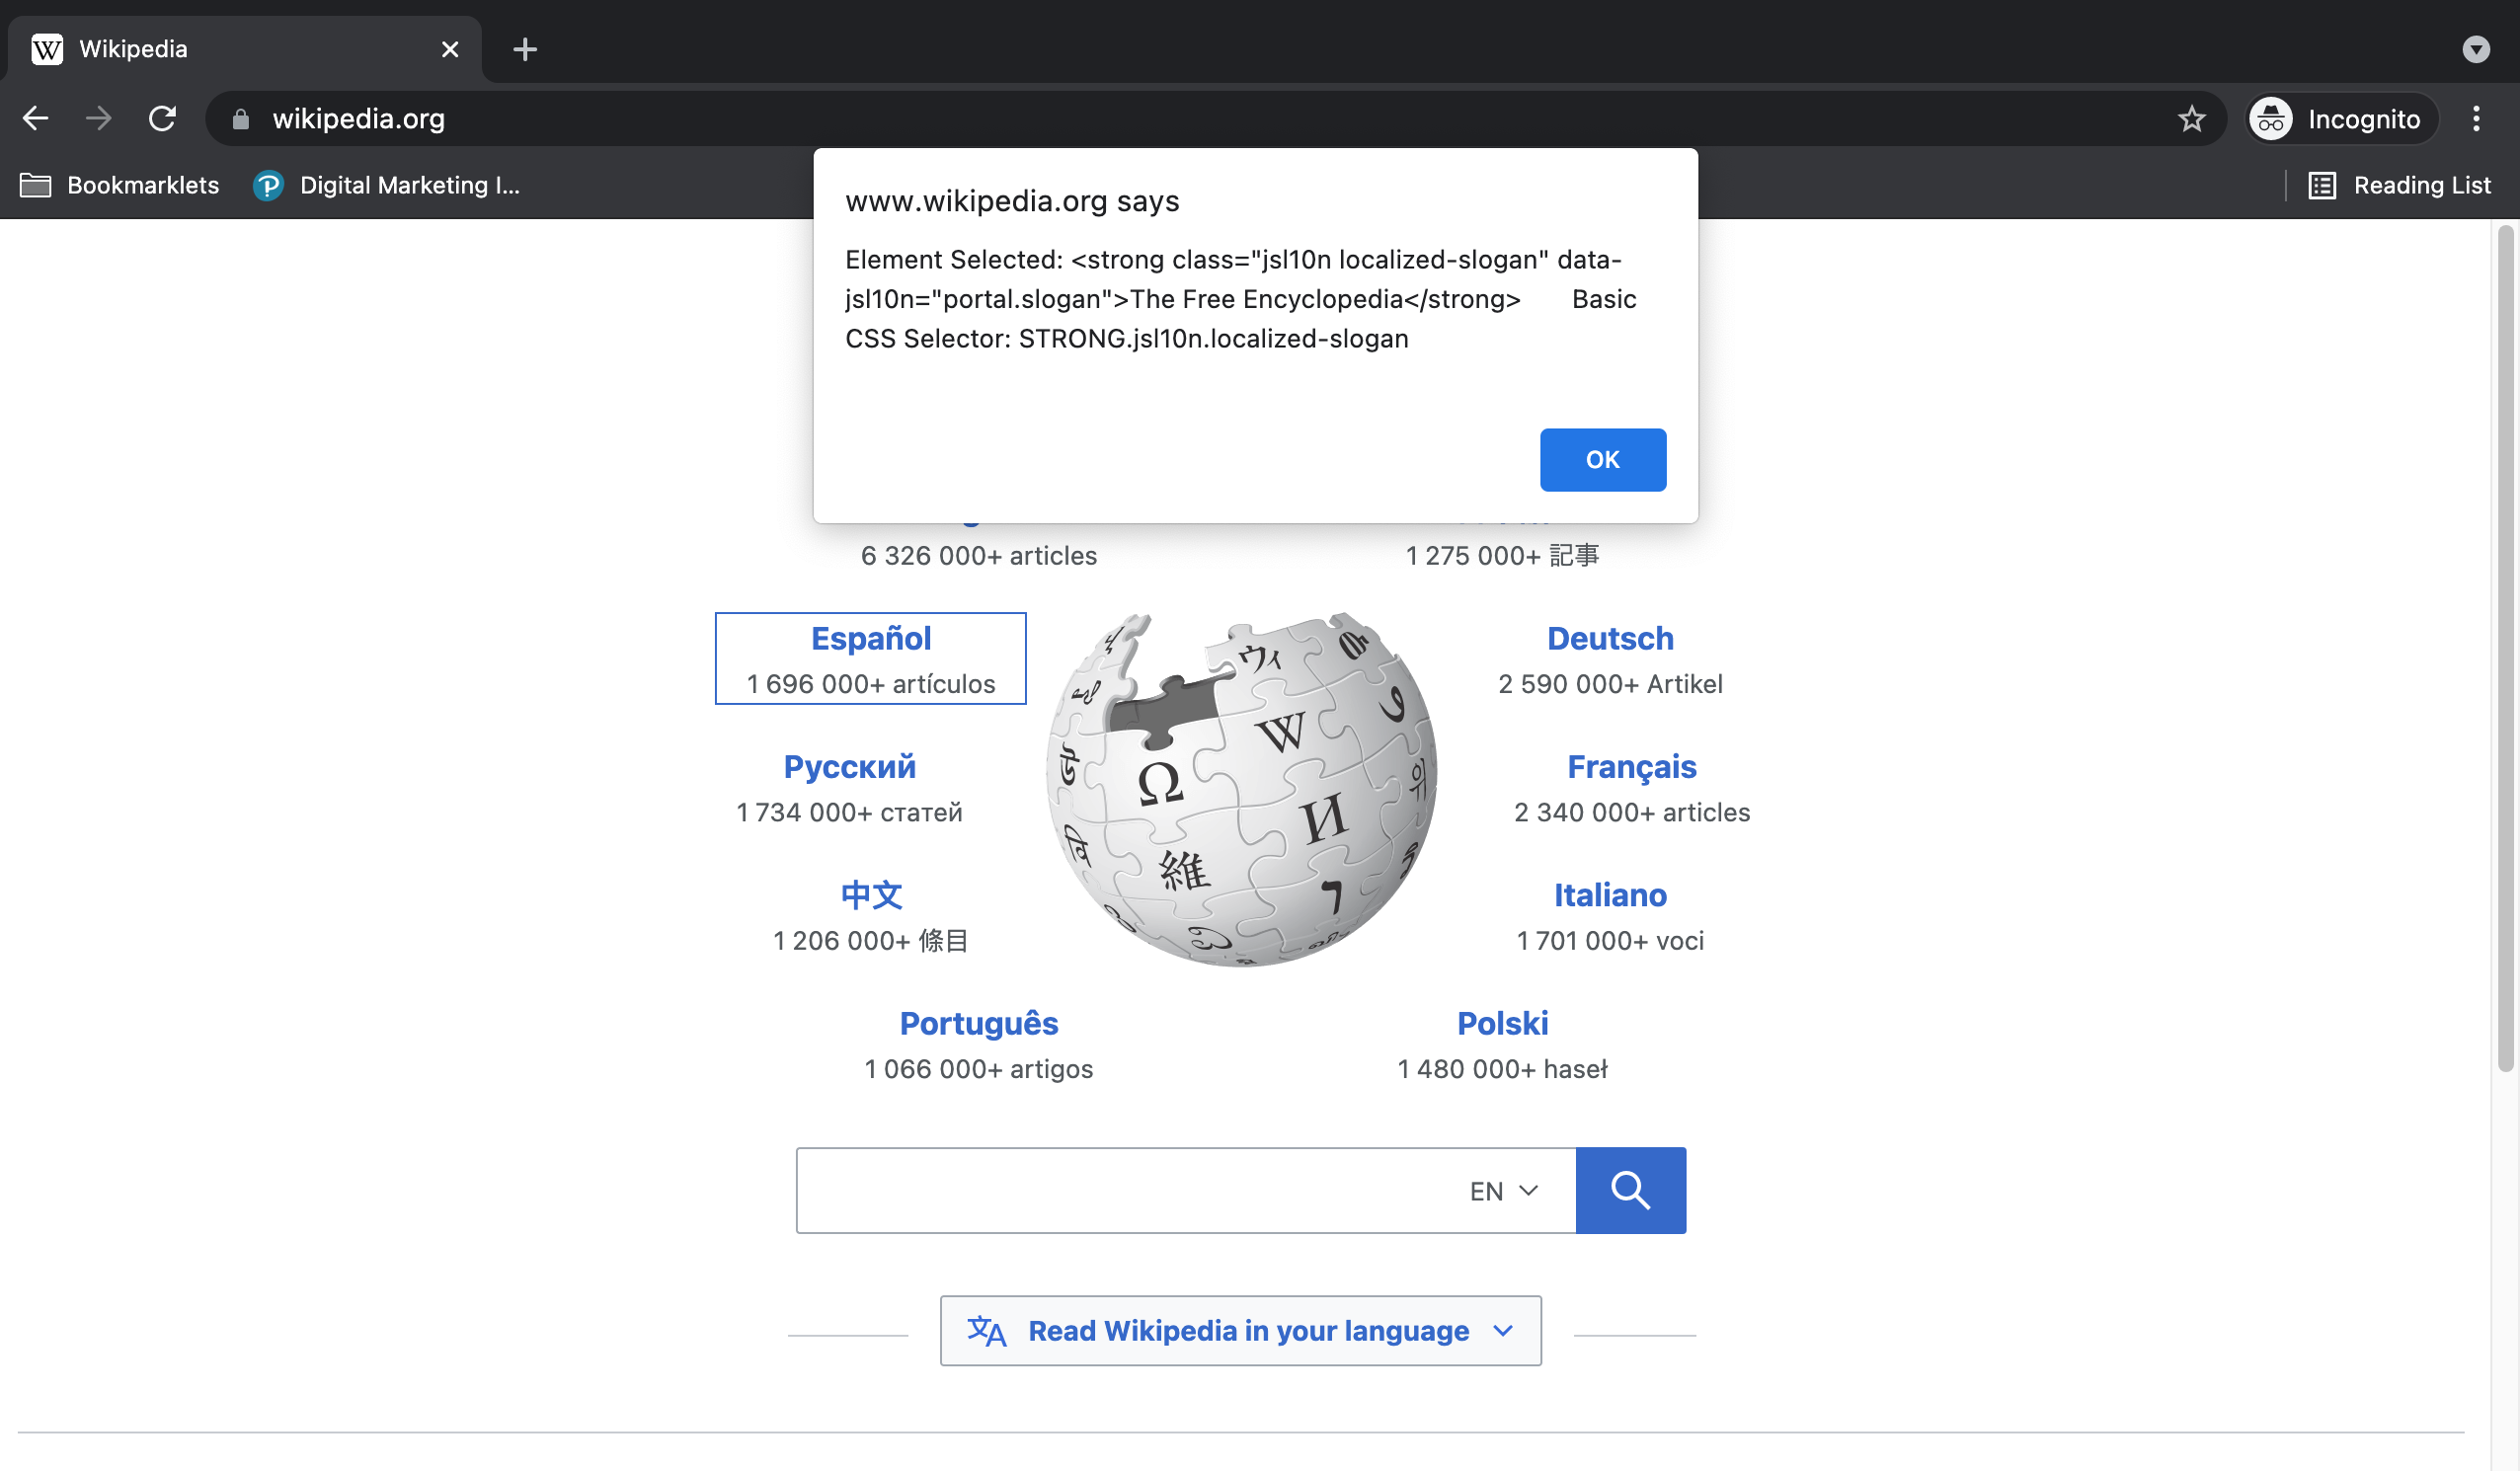 Wikipedia
wikipedia.org
Incognito
Bookmarklets
Digital Marketing I...
Reading List
www.wikipedia.org says
Element Selected: <strong class="jsl10n localized-slogan" data-
jsl10n="portal.slogan">The Free Encyclopedia</strong> Basic
CSS Selector: STRONG.jsl10n.localized-slogan
OK
6 326 000+ articles
1 275 000+ 記事
Español
1 696 000+ artículos
Deutsch
2 590 000+ Artikel
Русский
1 734 000+ статей
Français
2 340 000+ articles
中文
1 206 000+ 條目
Italiano
1 701 000+ voci
Português
1 066 000+ artigos
Polski
1 480 000+ haseł
Ω
W
И
維
ウィ
EN
Read Wikipedia in your language